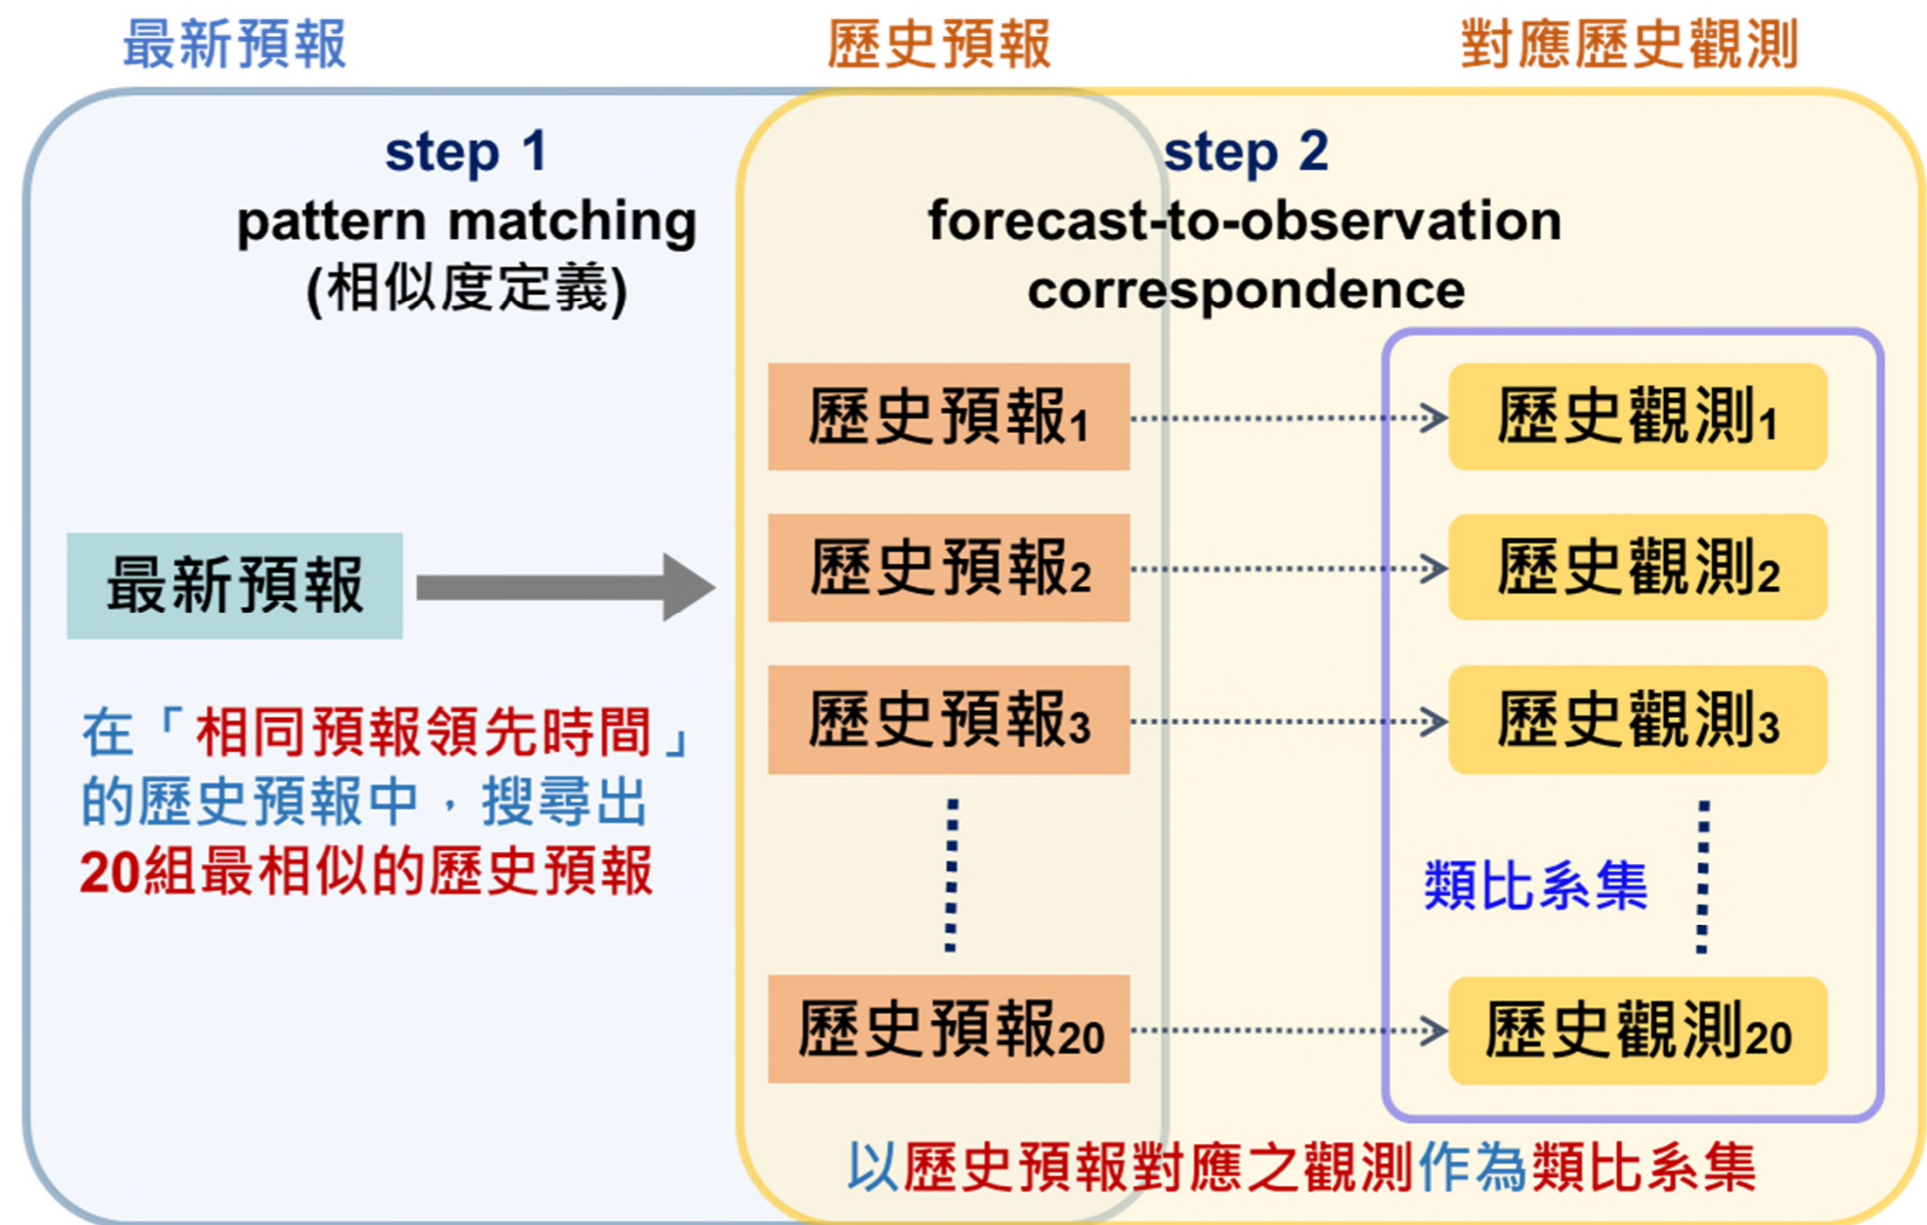 最新預報
歷史預報
對應歷史觀測
step 1
pattern matching
(相似度定義)
step 2
forecast-to-observation
correspondence
最新預報
在「相同預報領先時間」
的歷史預報中，搜尋出
20組最相似的歷史預報
歷史預報1
歷史觀測1
歷史預報2
歷史觀測2
歷史預報3
歷史觀測3
類比系集
歷史預報20
歷史觀測20
以歷史預報對應之觀測作為類比系集